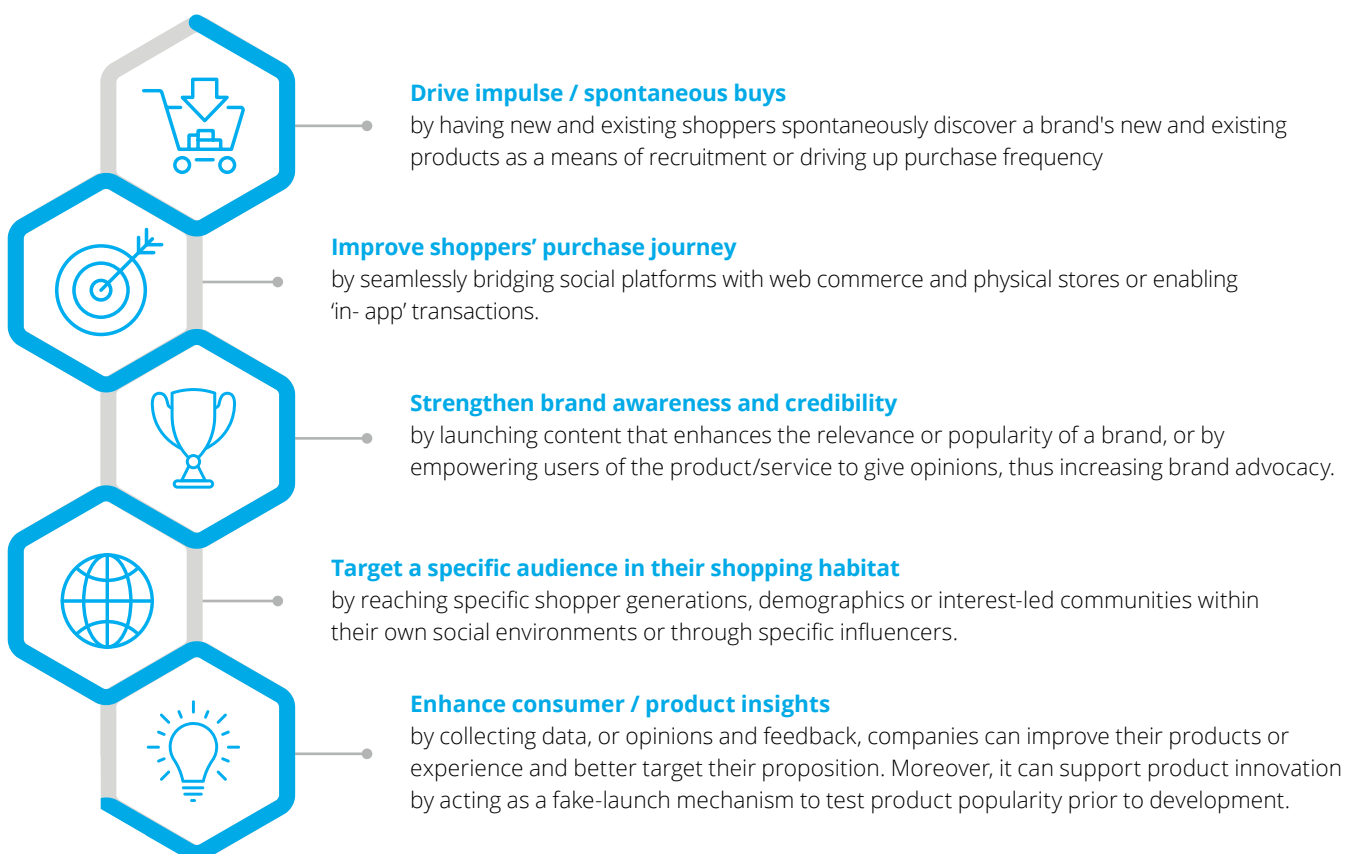 Drive impulse / spontaneous buys
by having new and existing shoppers spontaneously discover a brand's new and existing
products as a means of recruitment or driving up purchase frequency
Improve shoppers’ purchase journey
by seamlessly bridging social platforms with web commerce and physical stores or enabling
‘in- app’ transactions.
Strengthen brand awareness and credibility
by launching content that enhances the relevance or popularity of a brand, or by
empowering users of the product/service to give opinions, thus increasing brand advocacy.
Target a specific audience in their shopping habitat
by reaching specific shopper generations, demographics or interest-led communities within
their own social environments or through specific influencers.
Enhance consumer / product insights
by collecting data, or opinions and feedback, companies can improve their products or
experience and better target their proposition. Moreover, it can support product innovation
by acting as a fake-launch mechanism to test product popularity prior to development.